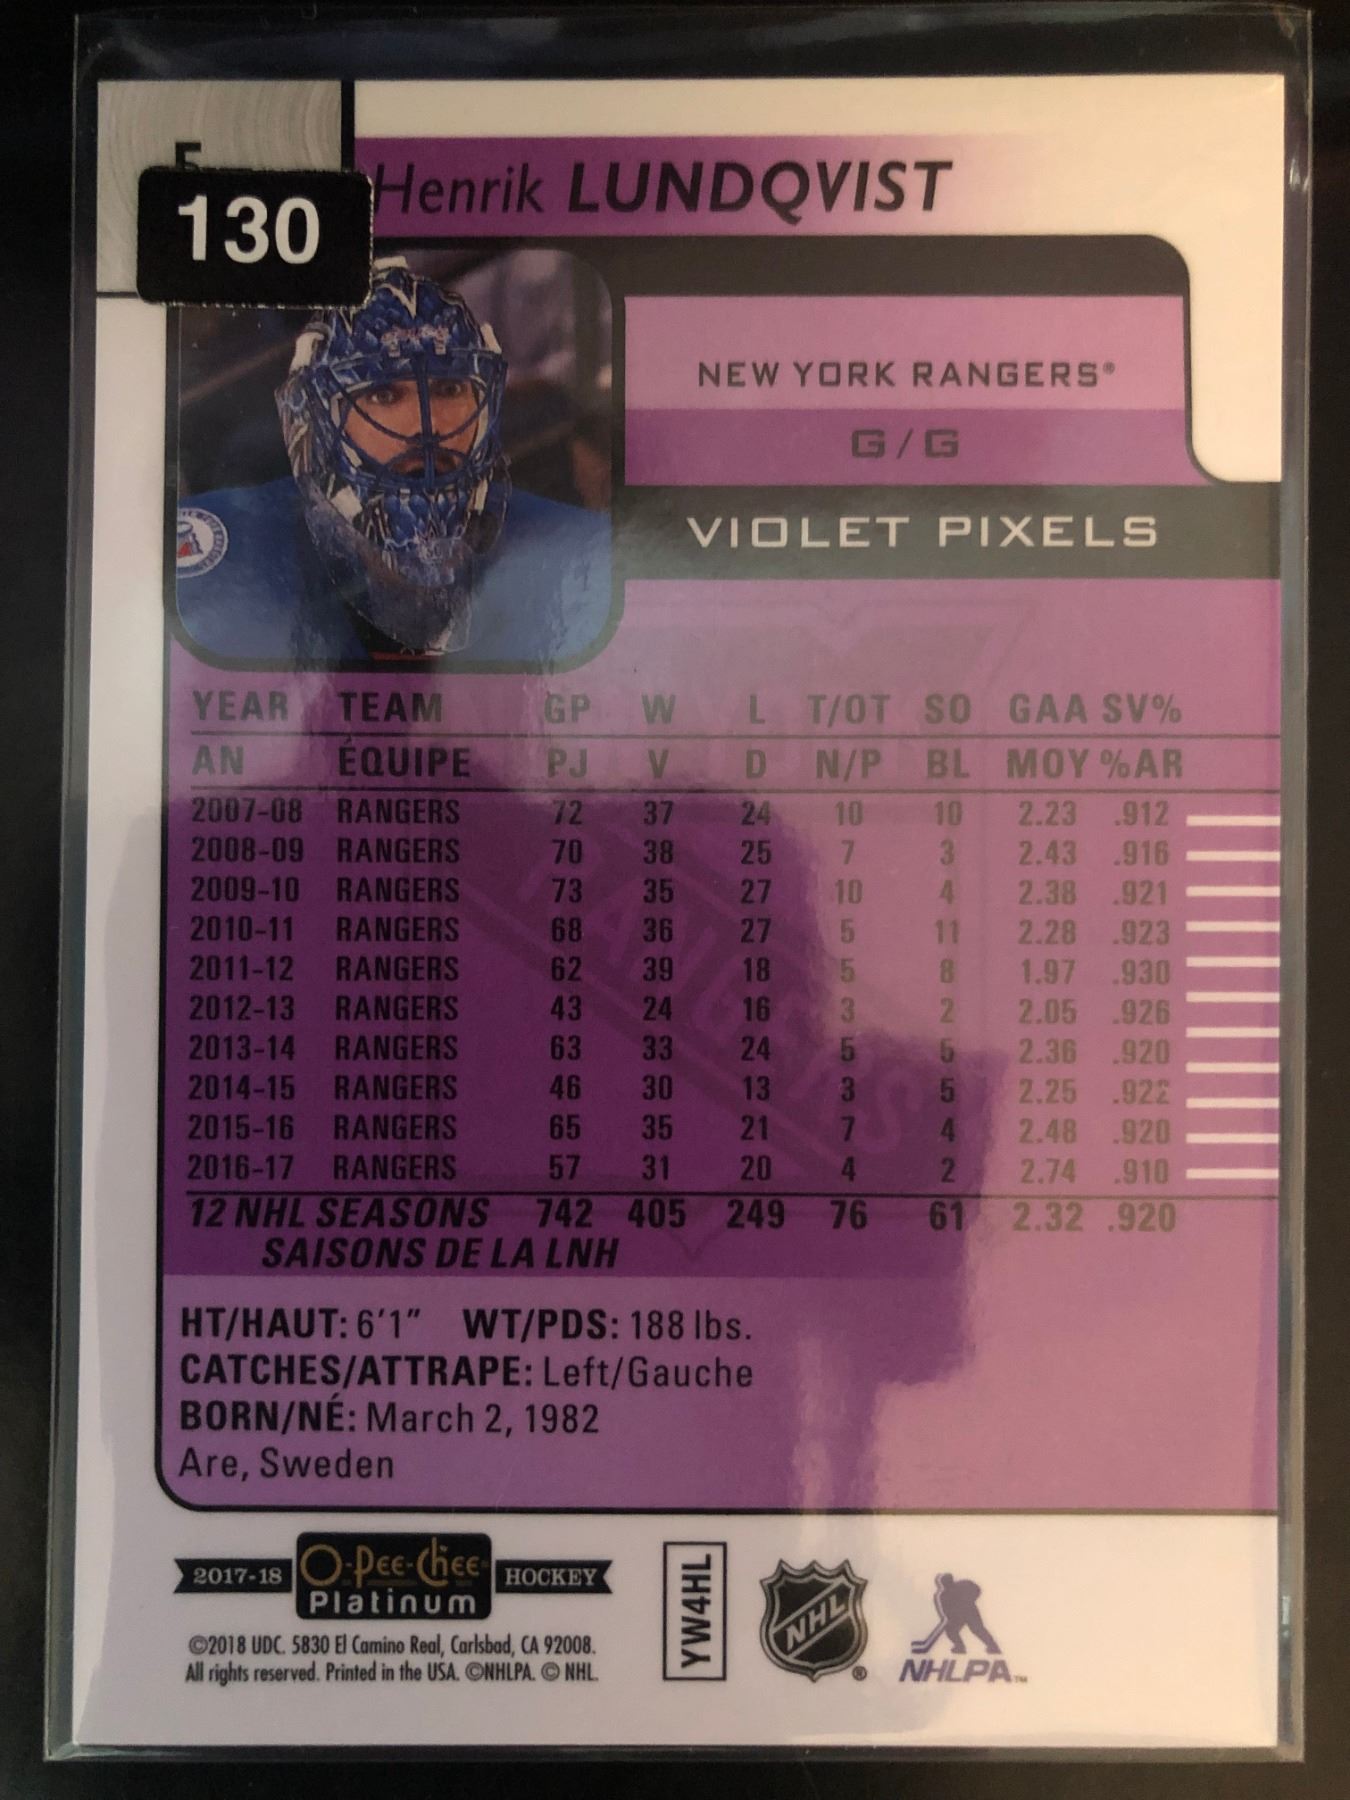 130
Henrik LUNDQVIST
NEW YORK RANGERS®
G/G
VIOLET PIXELS
YEAR TEAM GP W L T/OT SO GAA SV%
AN ÉQUIPE PJ V D N/P BL MOY %AR
2007-08 RANGERS 72 37 24 10 10 2.23 .912
2008-09 RANGERS 70 38 25 7 3 2.43 .916
2009-10 RANGERS 73 35 27 10 4 2.38 .921
2010-11 RANGERS 68 36 27 5 11 2.28 .923
2011-12 RANGERS 62 39 18 5 8 1.97 .930
2012-13 RANGERS 43 24 16 3 2 2.05 .926
2013-14 RANGERS 63 33 24 5 5 2.36 .920
2014-15 RANGERS 46 30 13 3 5 2.25 .922
2015-16 RANGERS 65 35 21 7 4 2.48 .920
2016-17 RANGERS 57 31 20 4 2 2.74 .910
12 NHL SEASONS 742 405 249 76 61 2.32 .920
SAISONS DE LA LNH
RANGERS
HT/HAUT: 6'1" WT/PDS: 188 lbs.
CATCHES/ATTRAPE: Left/Gauche
BORN/NÉ: March 2, 1982
Are, Sweden
2017-18 O-Pee-Chee Platinum HOCKEY
©2018 UDC. 5830 El Camino Real, Carlsbad, CA 92008.
All rights reserved. Printed in the USA. ©NHLPA. © NHL.
YW4HL
NHL®
NHLPA™